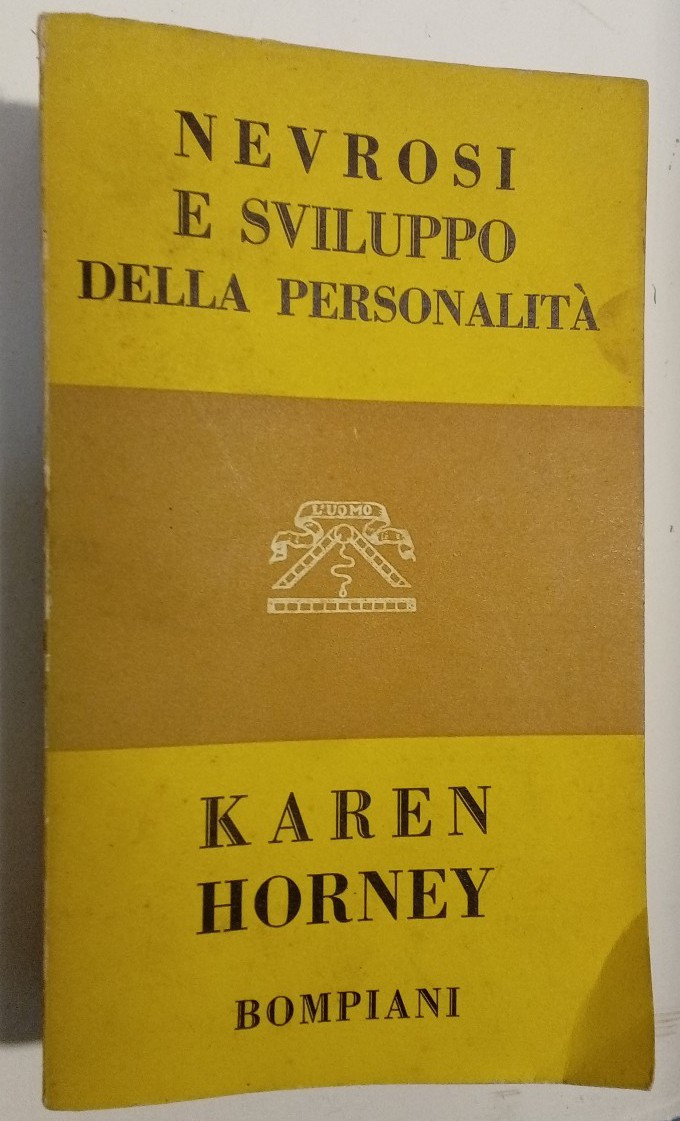 NEVROSI
E SVILUPPO
DELLA PERSONALITÀ
L'UOMO
KAREN
HORNEY
BOMPIANI